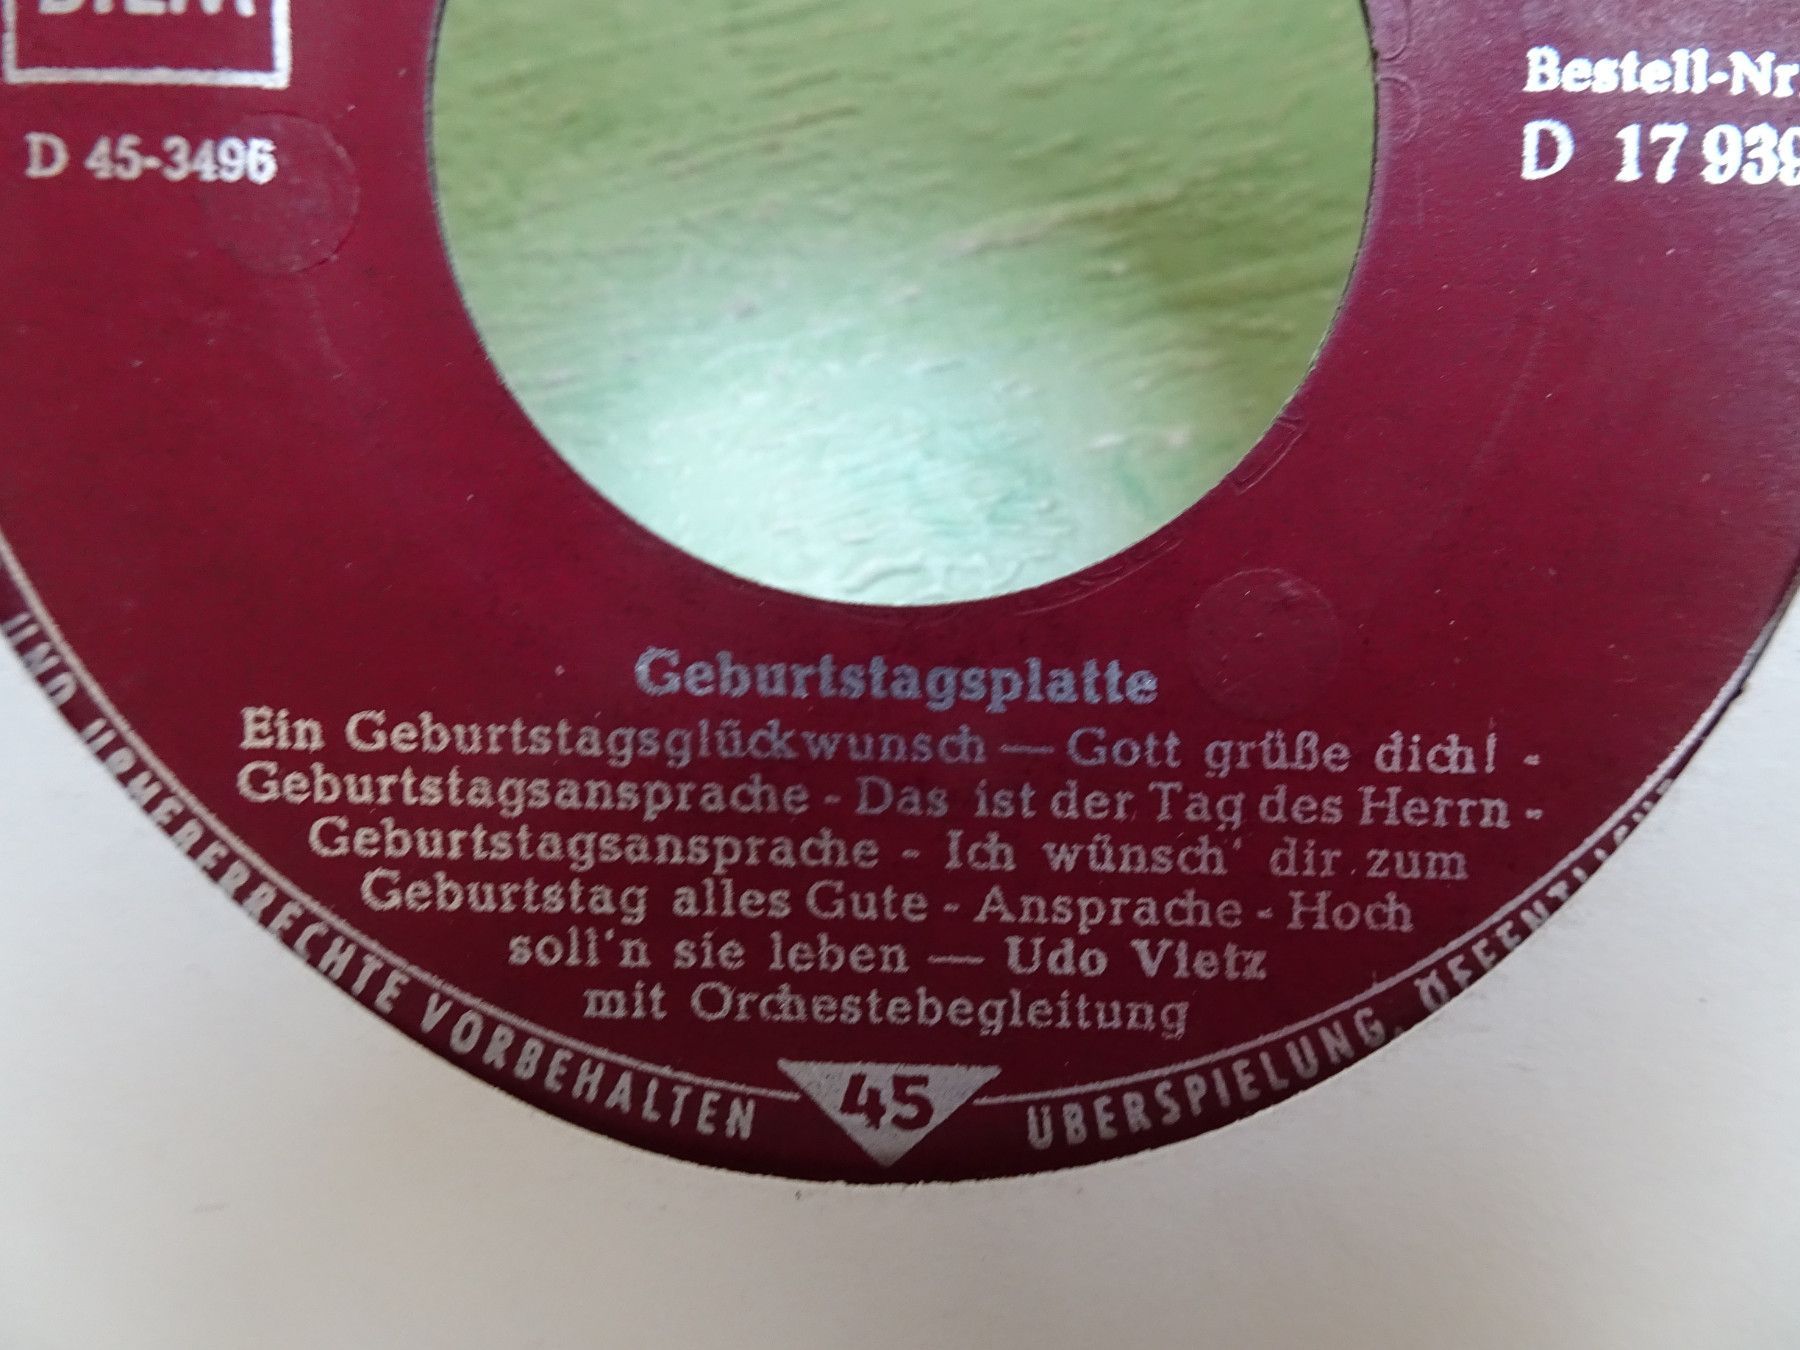 D 45-3496
Bestell-Nr.
D 17 939
Geburtstagsplatte
Ein Geburtstagsglückwunsch — Gott grüße dich! -
Geburtstagsansprache - Das ist der Tag des Herrn -
Geburtstagsansprache - Ich wünsch' dir zum
Geburtstag alles Gute - Ansprache - Hoch
soll'n sie leben — Udo Vietz
mit Orchestebegleitung
UND URHEBERRECHTE VORBEHALTEN
45
ÜBERSPIELUNG,